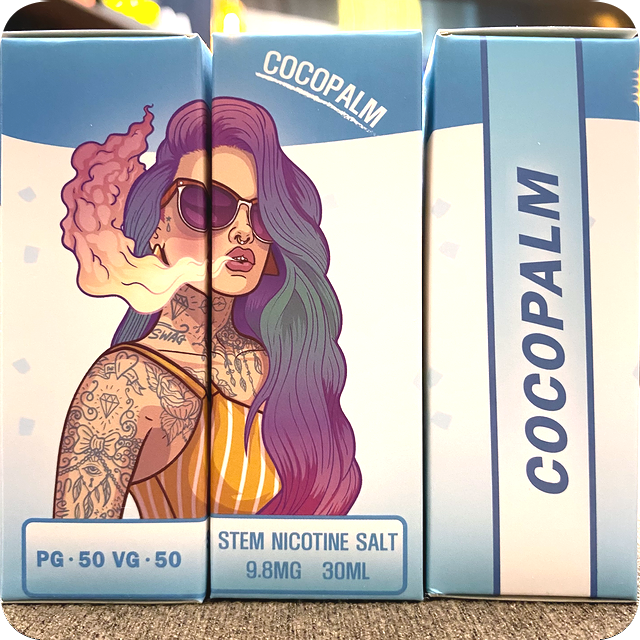 COCOPALM
SWAG
PG·50 VG·50
STEM NICOTINE SALT
9.8MG 30ML
COCOPALM